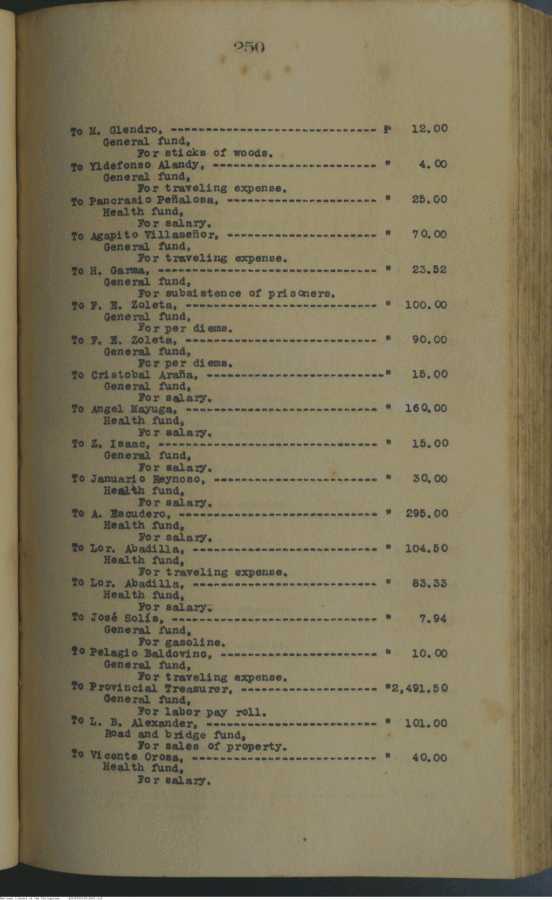 250
To M. Glendro, ------------------------------ ₱ 12.00
General fund,
For sticks of woods.
To Yldefonso Alandy, ------------------------ " 4.00
General fund,
For traveling expense.
To Pancrasio Peñalosa, ---------------------- " 25.00
Health fund,
For salary.
To Agapito Villaseñor, ---------------------- " 70.00
General fund,
For traveling expense.
To H. Garma, -------------------------------- " 23.52
General fund,
For subsistence of prisoners.
To F. E. Zoleta, ---------------------------- " 100.00
General fund,
For per diems.
To F. E. Zoleta, ---------------------------- " 90.00
General fund,
For per diems.
To Cristobal Araña, -------------------------" 15.00
General fund,
For salary.
To Angel Mayuga, ---------------------------- " 160.00
Health fund,
For salary.
To Z. Isaac, -------------------------------- " 15.00
General fund,
For salary.
To Januario Reynoso, ------------------------ " 30.00
Health fund,
For salary.
To A. Escudero, ----------------------------- " 295.00
Health fund,
For salary.
To Lor. Abadilla, --------------------------- " 104.50
Health fund,
For traveling expense.
To Lor. Abadilla, --------------------------- " 83.33
Health fund,
For salary.
To José Solis, ------------------------------ " 7.94
General fund,
For gasoline.
To Pelagio Baldovino, ----------------------- " 10.00
General fund,
For traveling expense.
To Provincial Treasurer, -------------------- "2,491.50
General fund,
For labor pay roll.
To L. B. Alexander, ------------------------- " 101.00
Road and bridge fund,
For sales of property.
To Vicente Orosa, --------------------------- " 40.00
Health fund,
For salary.
National Library of the Philippines